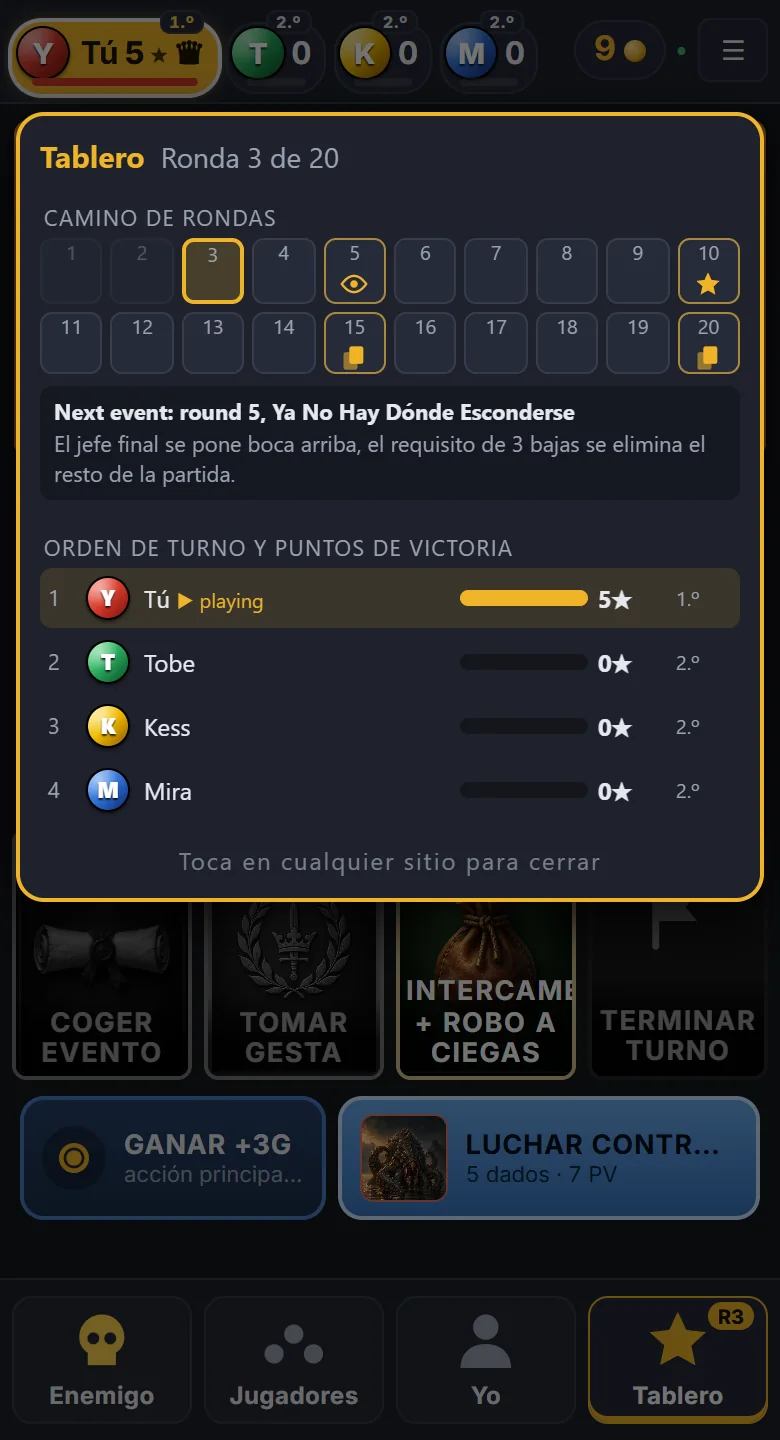 1.º
2.º
2.º
2.º
Y Tú 5 ★
T 0
K 0
M 0
9
☰
Tablero Ronda 3 de 20
CAMINO DE RONDAS
1 2 3 4 5 6 7 8 9 10
11 12 13 14 15 16 17 18 19 20
Next event: round 5, Ya No Hay Dónde Esconderse
El jefe final se pone boca arriba, el requisito de 3 bajas se elimina el
resto de la partida.
ORDEN DE TURNO Y PUNTOS DE VICTORIA
1 Y Tú ▶ playing 5★ 1.º
2 T Tobe 0★ 2.º
3 K Kess 0★ 2.º
4 M Mira 0★ 2.º
Toca en cualquier sitio para cerrar
COGER
EVENTO
TOMAR
GESTA
INTERCAMB
+ ROBO A
CIEGAS
TERMINAR
TURNO
GANAR +3G
acción principa...
LUCHAR CONTR...
5 dados · 7 PV
Enemigo
Jugadores
Yo
R3
Tablero